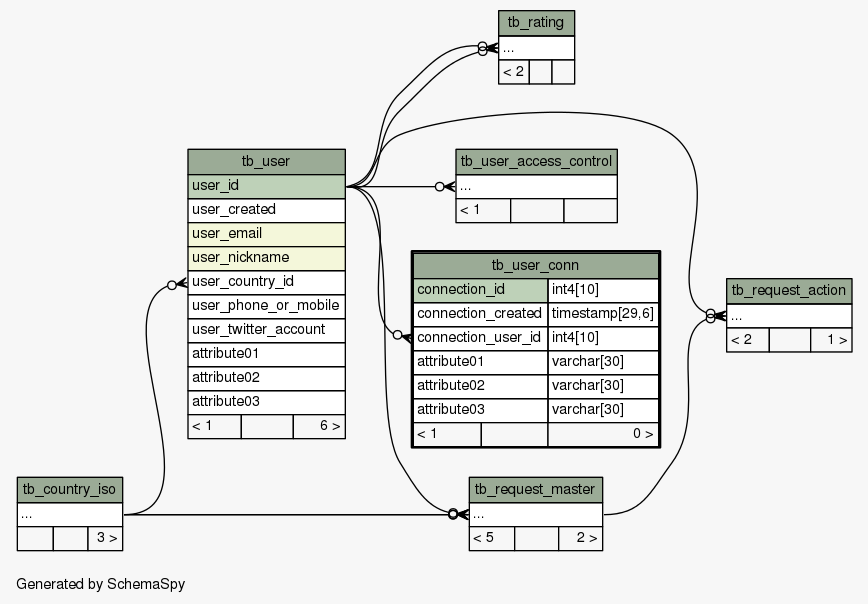 tb_rating
...
< 2
tb_user
user_id
user_created
user_email
user_nickname
user_country_id
user_phone_or_mobile
user_twitter_account
attribute01
attribute02
attribute03
< 1 6 >
tb_user_access_control
...
< 1
tb_user_conn
connection_id int4[10]
connection_created timestamp[29,6]
connection_user_id int4[10]
attribute01 varchar[30]
attribute02 varchar[30]
attribute03 varchar[30]
< 1 0 >
tb_request_action
...
< 2 1 >
tb_country_iso
...
3 >
tb_request_master
...
< 5 2 >
Generated by SchemaSpy